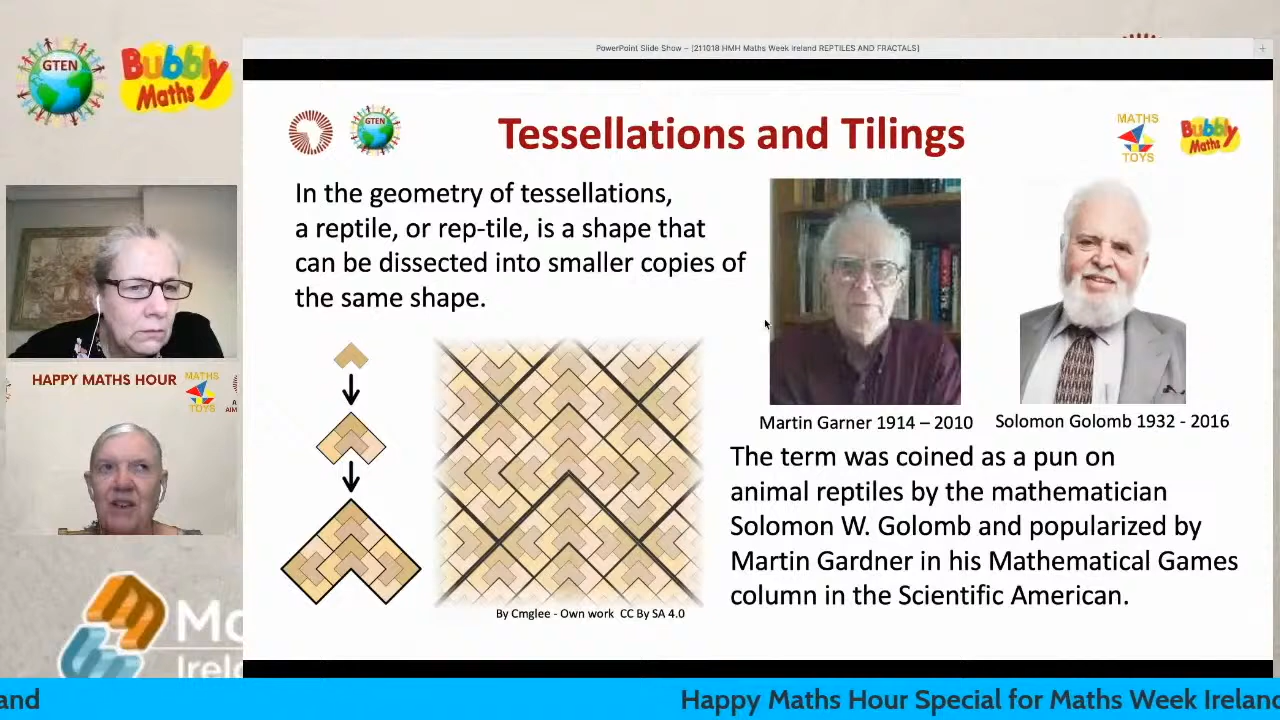 PowerPoint Slide Show – [211018 HMH Maths Week Ireland REPTILES AND FRACTALS]
GTEN
Bubbly
Maths
GTEN
Tessellations and Tilings
MATHS
TOYS
Bubbly
Maths
In the geometry of tessellations,
a reptile, or rep-tile, is a shape that
can be dissected into smaller copies of
the same shape.
Martin Garner 1914 – 2010
Solomon Golomb 1932 - 2016
The term was coined as a pun on
animal reptiles by the mathematician
Solomon W. Golomb and popularized by
Martin Gardner in his Mathematical Games
column in the Scientific American.
By Cmglee - Own work CC By SA 4.0
HAPPY MATHS HOUR
MATHS
TOYS
A
AIM
Ma
Irel
and
Happy Maths Hour Special for Maths Week Ireland